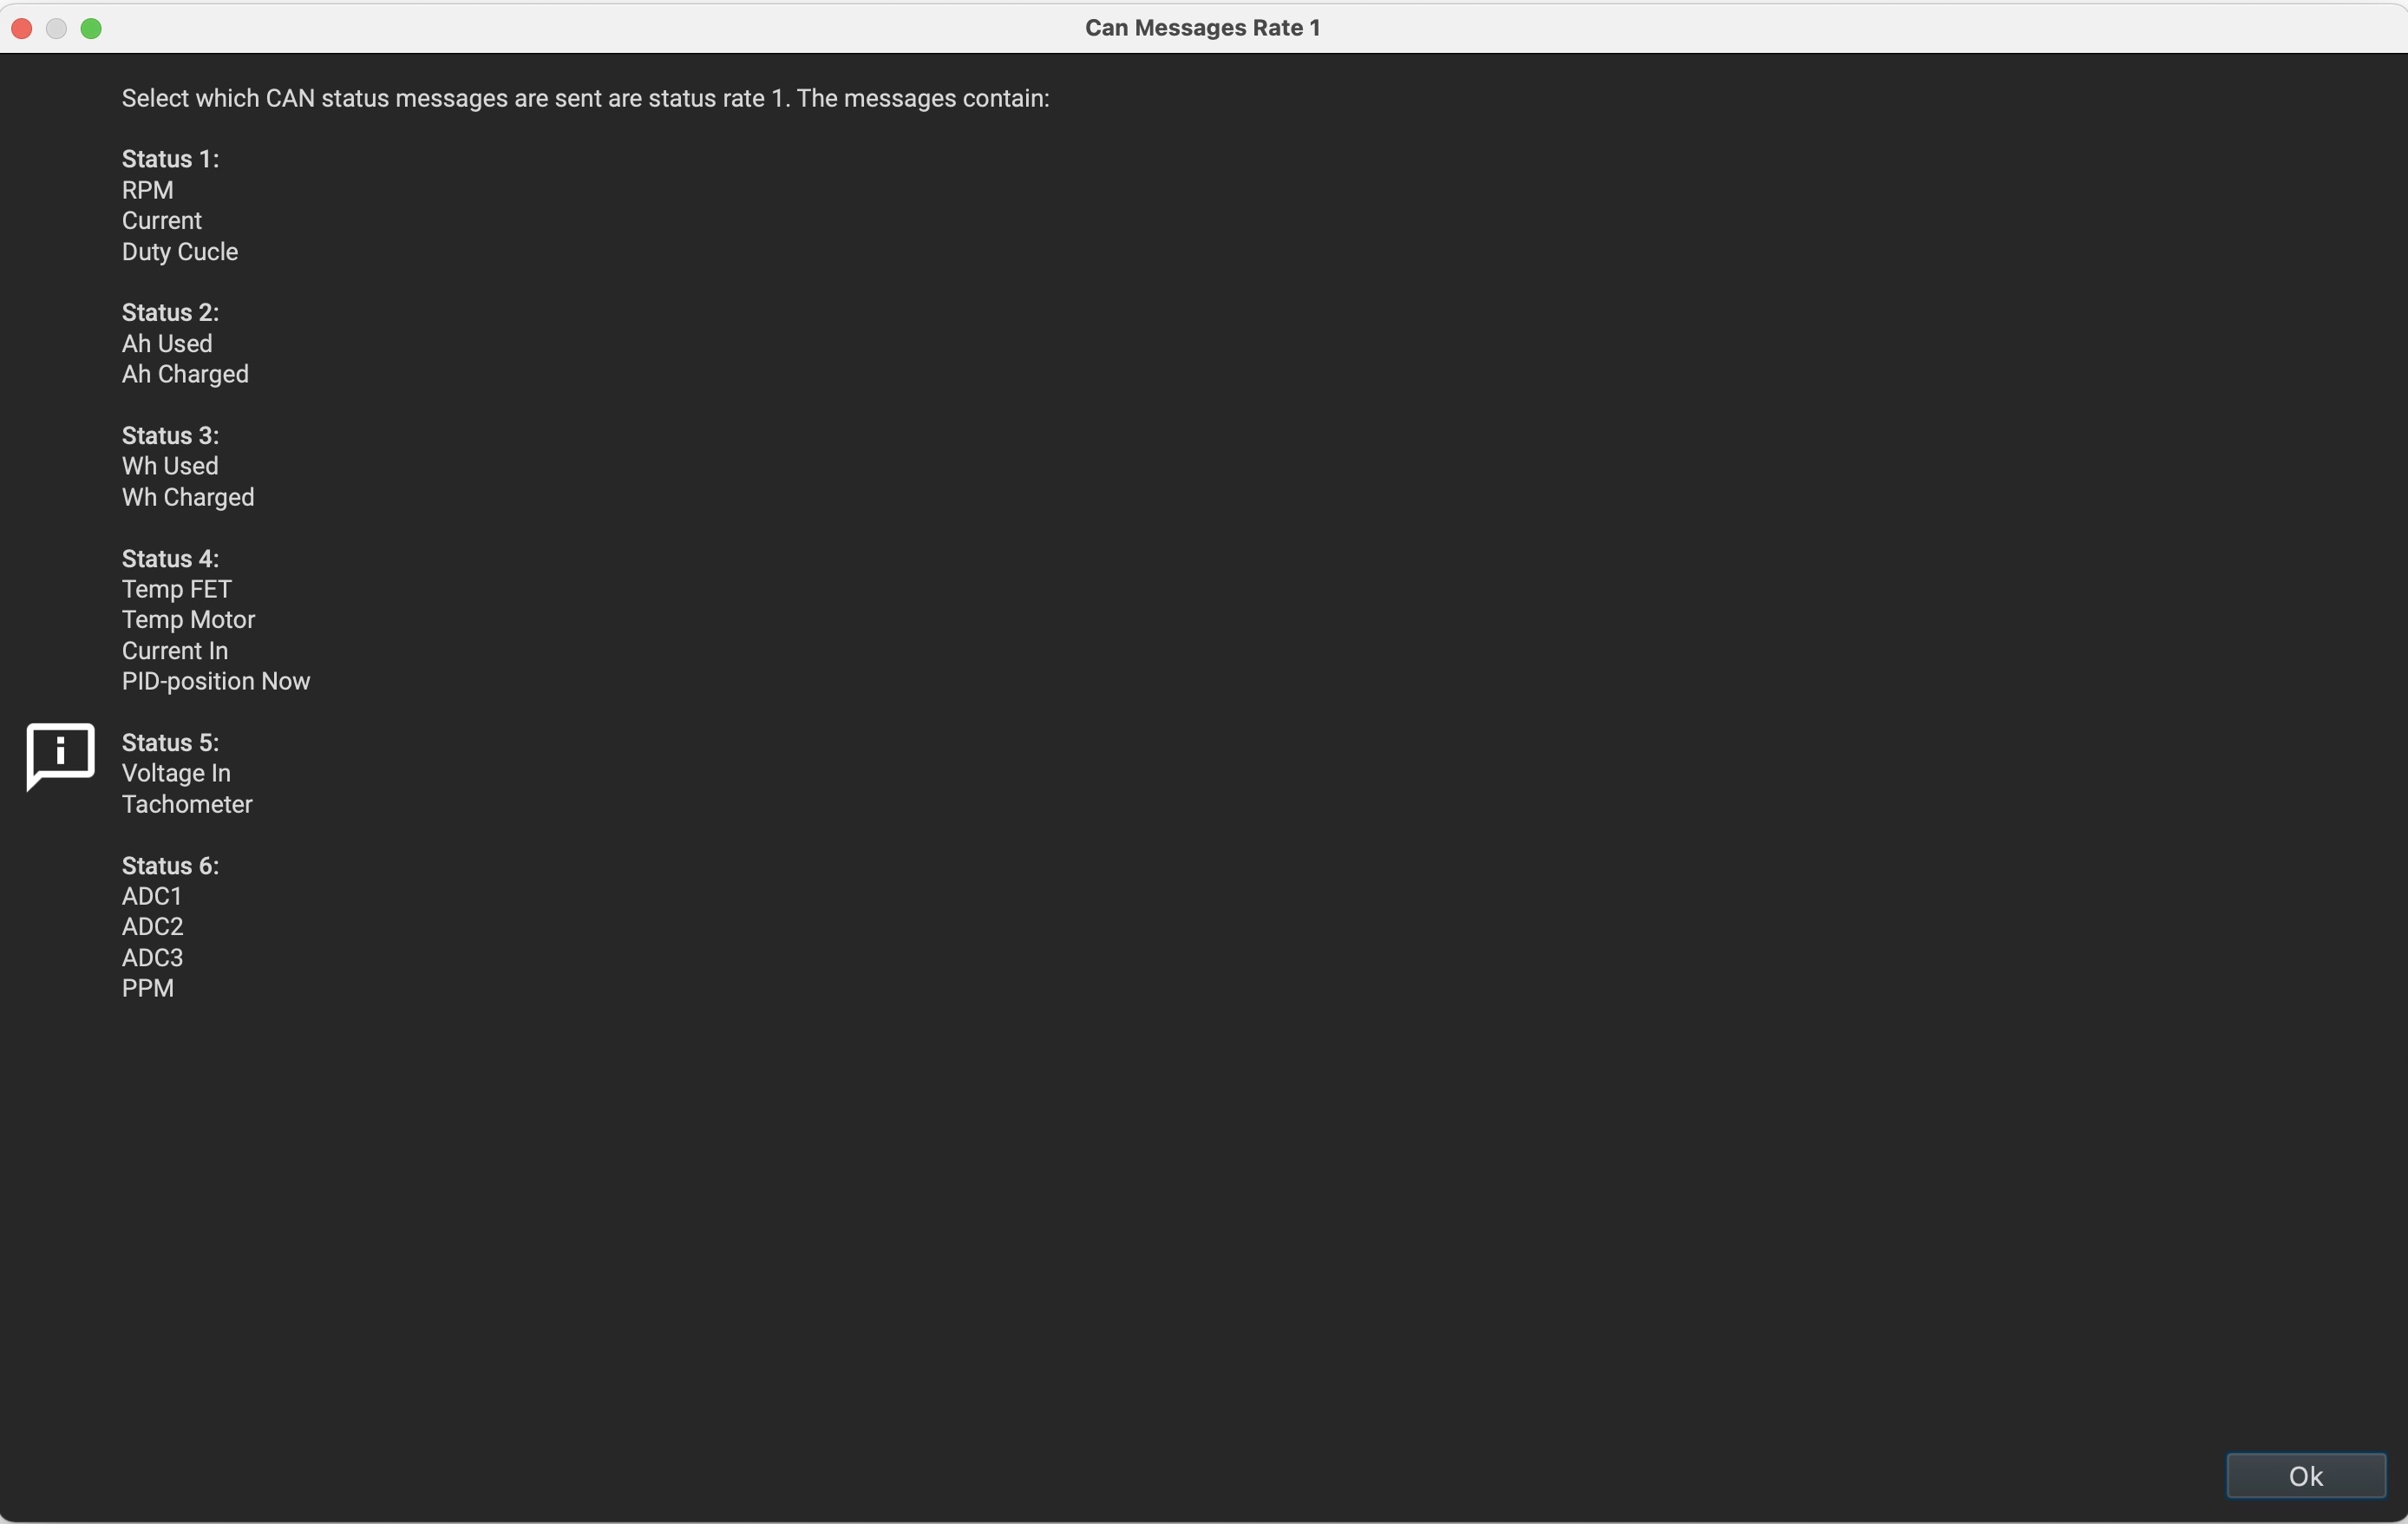 Can Messages Rate 1
Select which CAN status messages are sent are status rate 1. The messages contain:
Status 1:
RPM
Current
Duty Cucle
Status 2:
Ah Used
Ah Charged
Status 3:
Wh Used
Wh Charged
Status 4:
Temp FET
Temp Motor
Current In
PID-position Now
Status 5:
Voltage In
Tachometer
Status 6:
ADC1
ADC2
ADC3
PPM
Ok